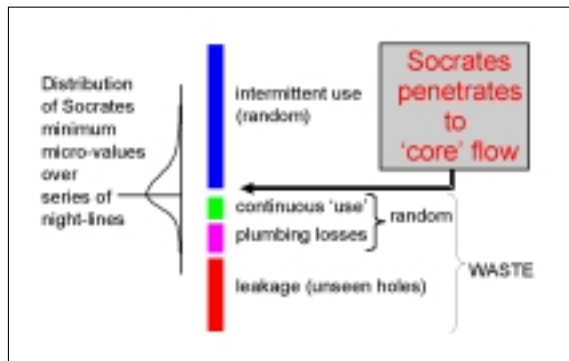 Distribution
of Socrates
minimum
micro-values
over
series of
night-lines
intermittent use
(random)
Socrates
penetrates
to
'core' flow
continuous 'use'
plumbing losses
random
leakage (unseen holes)
WASTE